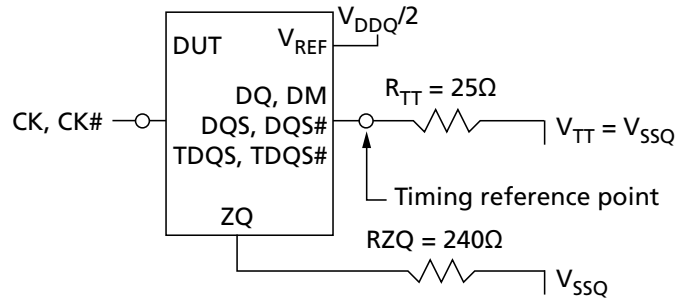 V_DDQ/2
DUT
V_REF
DQ, DM
R_TT = 25Ω
CK, CK#
DQS, DQS#
V_TT = V_SSQ
TDQS, TDQS#
Timing reference point
ZQ
RZQ = 240Ω
V_SSQ